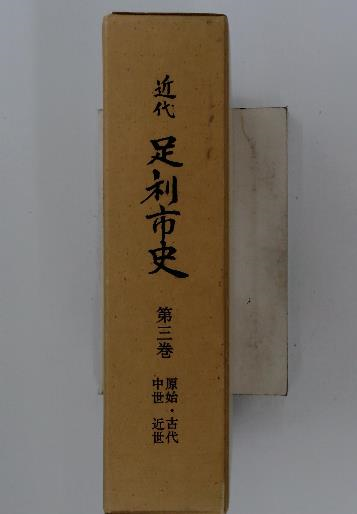 近代
足利市史
第三巻
原始・古代
中世 近世